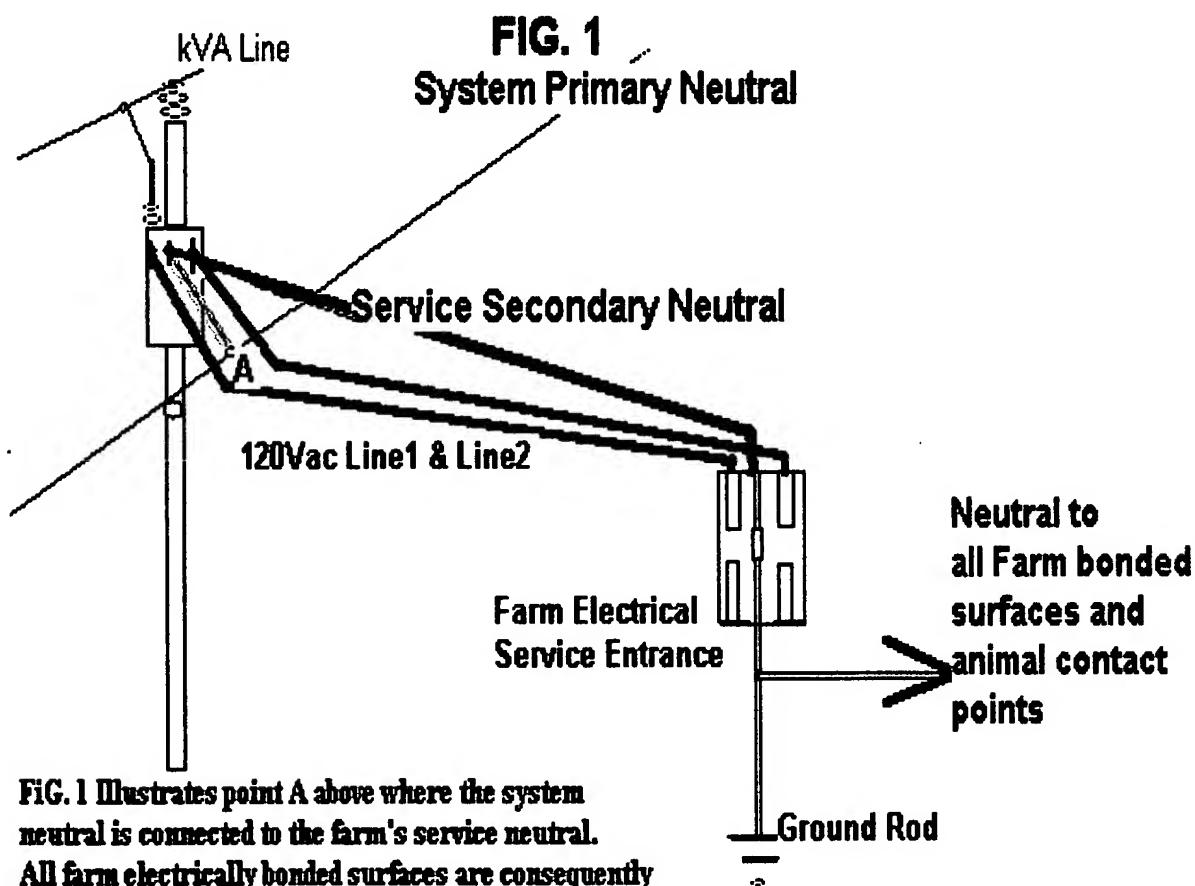 FIG. 1
kVA Line
System Primary Neutral
Service Secondary Neutral
A
120Vac Line1 & Line2
Neutral to
all Farm bonded
surfaces and
animal contact
points
Farm Electrical
Service Entrance
Ground Rod
FiG. 1 Illustrates point A above where the system
neutral is connected to the farm's service neutral.
All farm electrically bonded surfaces are consequently